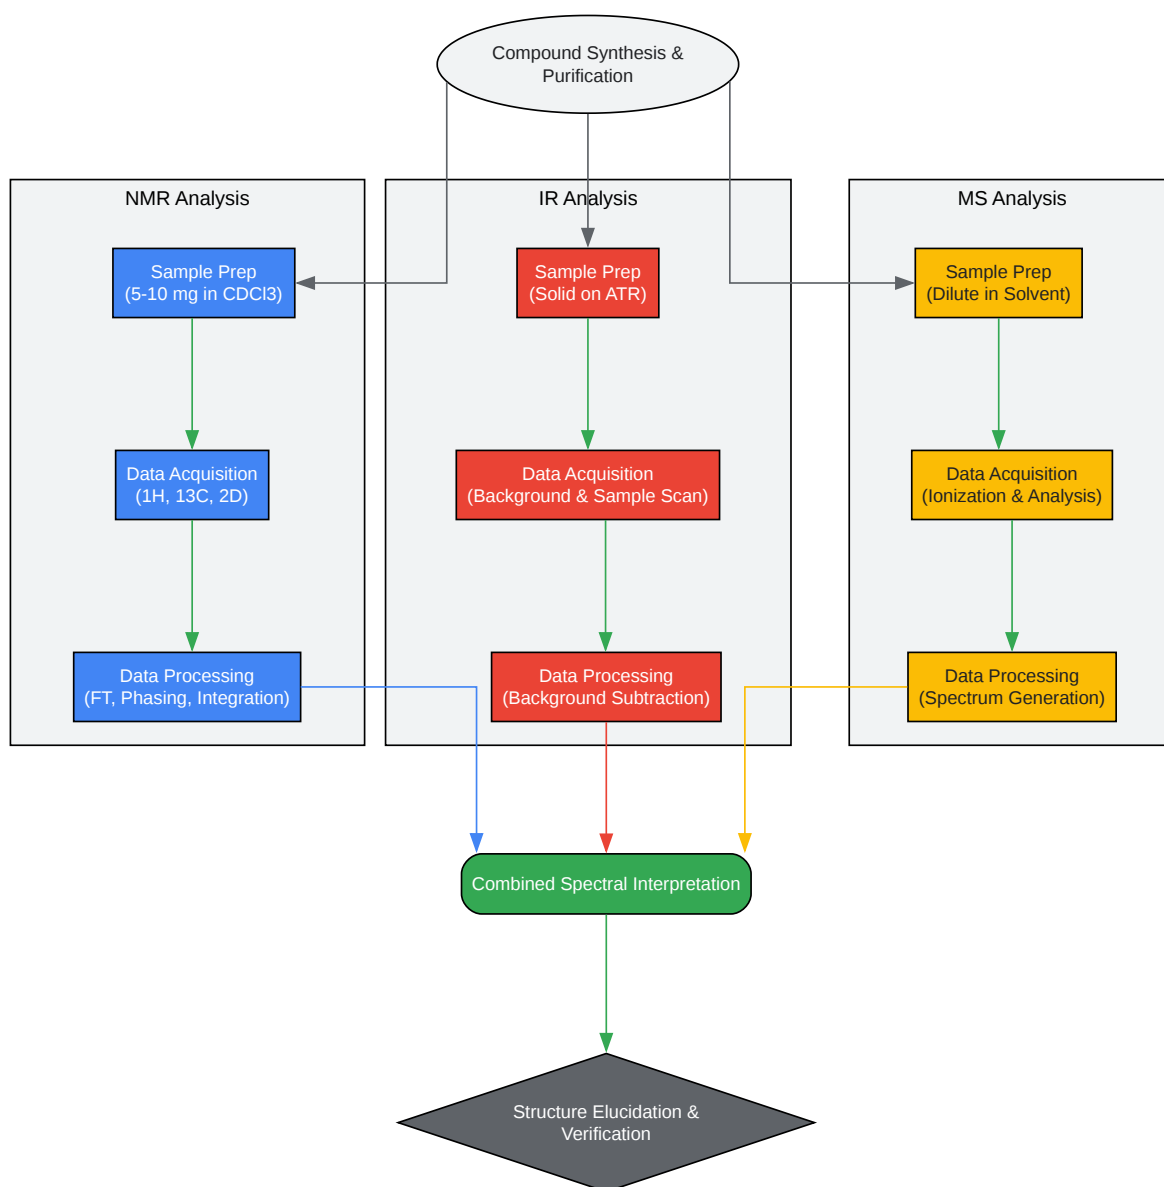 Compound Synthesis &
Purification
NMR Analysis
Sample Prep
(5-10 mg in CDCl3)
Data Acquisition
(1H, 13C, 2D)
Data Processing
(FT, Phasing, Integration)
IR Analysis
Sample Prep
(Solid on ATR)
Data Acquisition
(Background & Sample Scan)
Data Processing
(Background Subtraction)
MS Analysis
Sample Prep
(Dilute in Solvent)
Data Acquisition
(Ionization & Analysis)
Data Processing
(Spectrum Generation)
Combined Spectral Interpretation
Structure Elucidation &
Verification